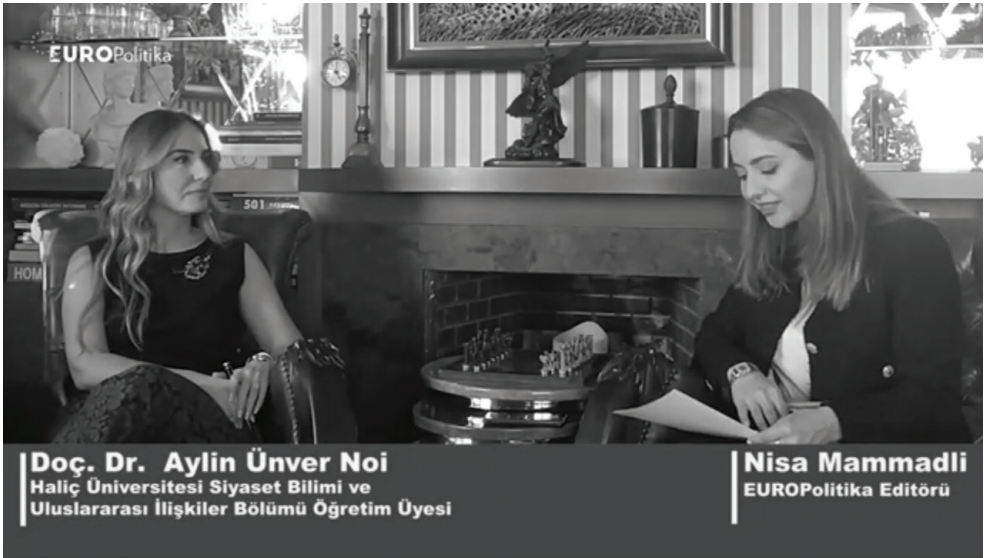 EUROPolitika
501
HOM
Doç. Dr. Aylin Ünver Noi
Haliç Üniversitesi Siyaset Bilimi ve
Uluslararası İlişkiler Bölümü Öğretim Üyesi
Nisa Mammadli
EUROPolitika Editörü